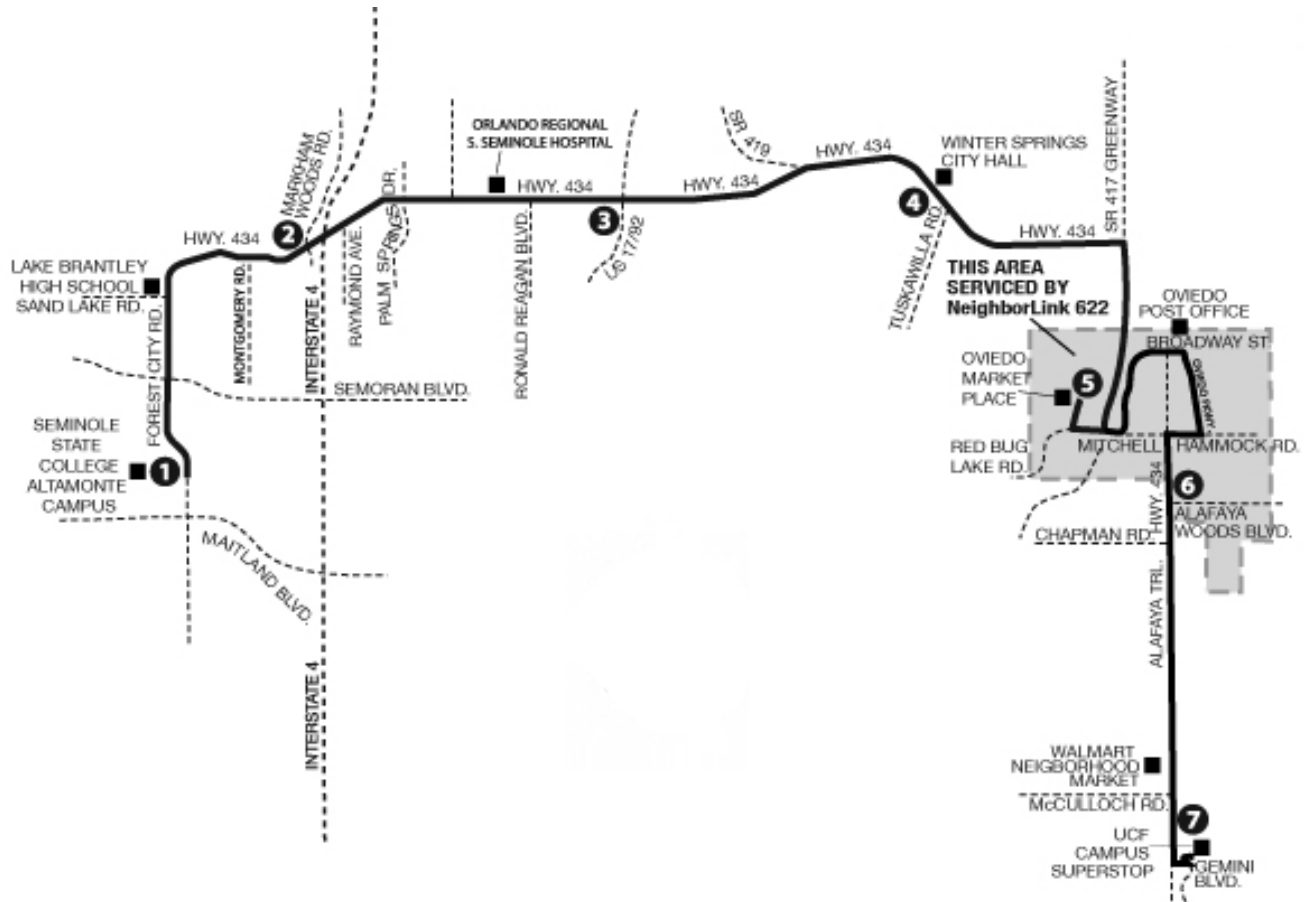 ORLANDO REGIONAL
S. SEMINOLE HOSPITAL
SR 419
HWY. 434
WINTER SPRINGS
CITY HALL
SR 417 GREENWAY
MARKHAM
WOODS RD.
2
HWY. 434
PALM SPRINGS DR.
HWY. 434
HWY. 434
3
4
LAKE BRANTLEY
HIGH SCHOOL
SAND LAKE RD.
MONTGOMERY RD.
INTERSTATE 4
RAYMOND AVE.
RONALD REAGAN BLVD.
US 17/92
TUSKAWILLA RD.
HWY. 434
THIS AREA
SERVICED BY
NeighborLink 622
OVIEDO
POST OFFICE
BROADWAY ST.
FOREST CITY RD.
SEMORAN BLVD.
OVIEDO
MARKET
PLACE
5
SEMINOLE
STATE
COLLEGE
ALTAMONTE
CAMPUS
1
RED BUG
LAKE RD.
MITCHELL HAMMOCK RD.
HWY. 434
6
MAITLAND BLVD.
CHAPMAN RD.
ALAFAYA
WOODS BLVD.
ALAFAYA TRL.
INTERSTATE 4
WALMART
NEIGBORHOOD
MARKET
McCULLOCH RD.
7
UCF
CAMPUS
SUPERSTOP
GEMINI
BLVD.